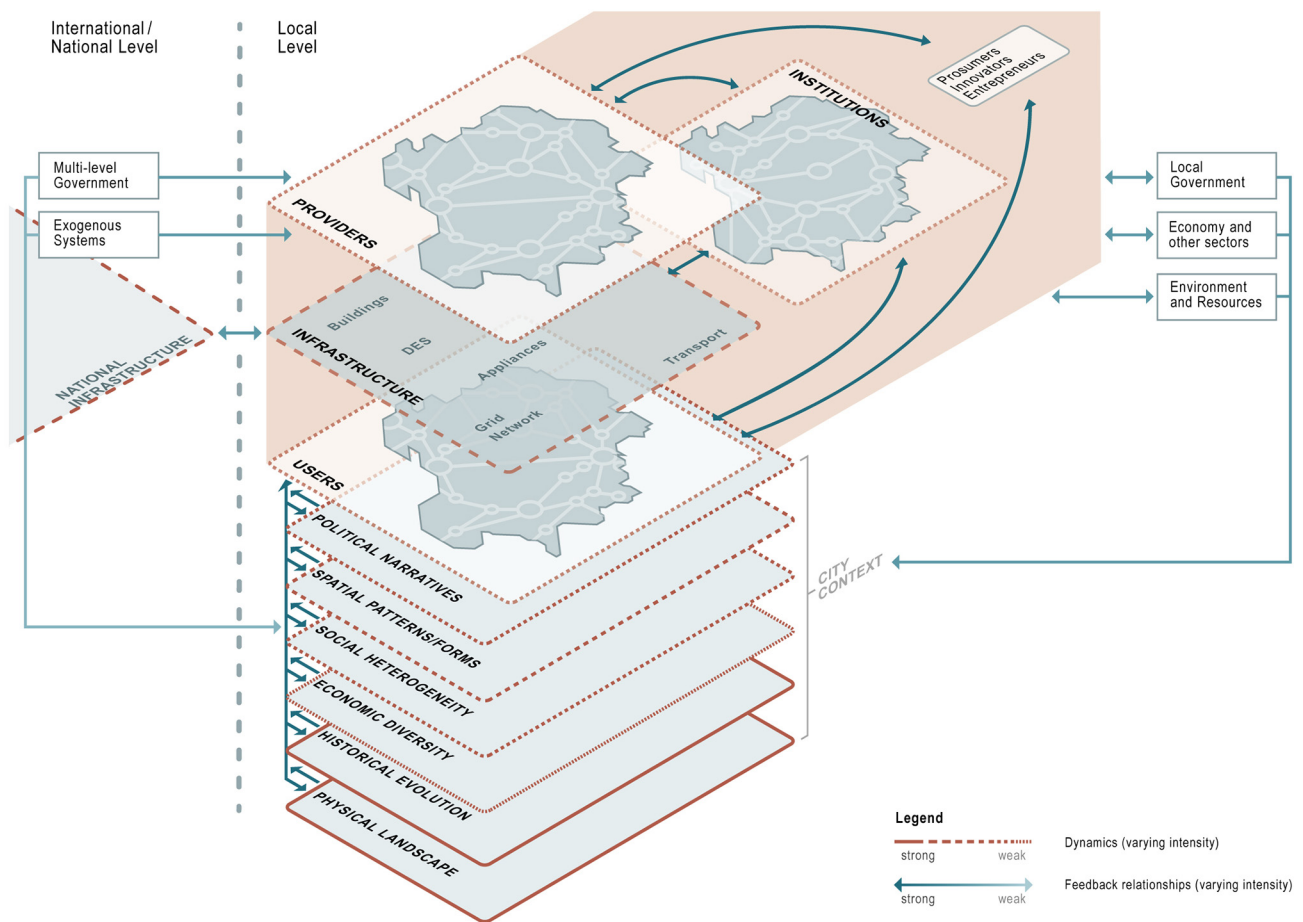 International /
National Level
Local
Level
Prosumers
Innovators
Entrepreneurs
INSTITUTIONS
Multi-level
Government
Exogenous
Systems
Local
Government
Economy and
other sectors
Environment
and Resources
PROVIDERS
Buildings
DES
Appliances
Transport
INFRASTRUCTURE
Grid
Network
NATIONAL
INFRASTRUCTURE
USERS
POLITICAL NARRATIVES
SPATIAL PATTERNS/FORMS
SOCIAL HETEROGENEITY
ECONOMIC DIVERSITY
HISTORICAL EVOLUTION
PHYSICAL LANDSCAPE
CITY
CONTEXT
Legend
strong weak
Dynamics (varying intensity)
strong weak
Feedback relationships (varying intensity)